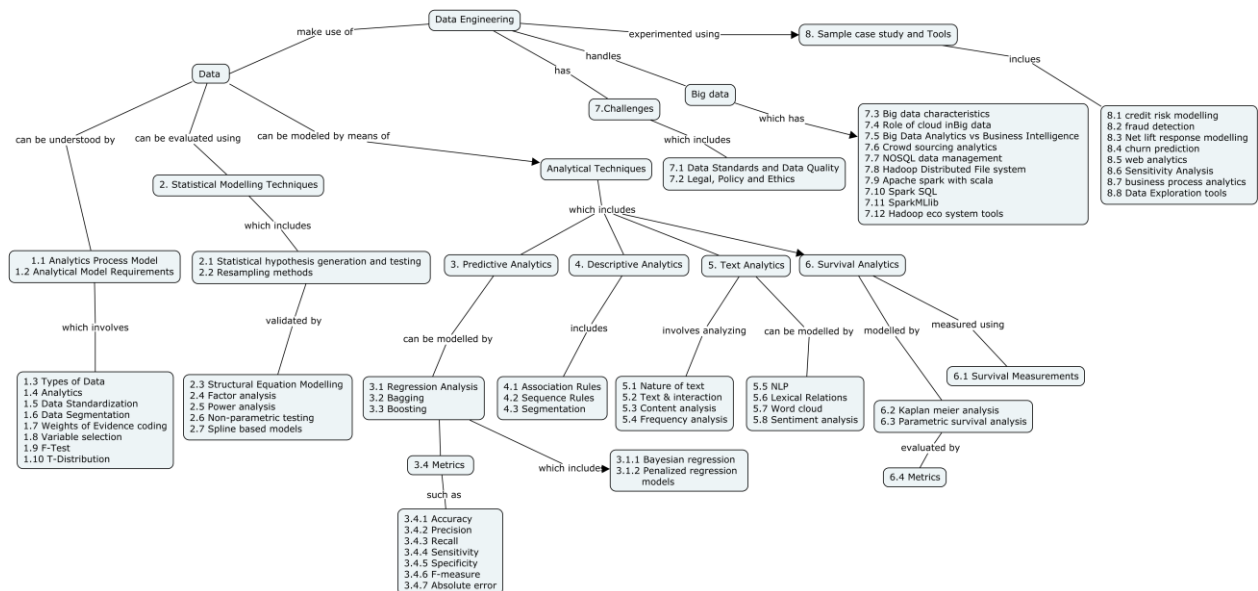 Data Engineering
make use of
experimented using
8. Sample case study and Tools
handles
has
inclues
Data
Big data
7.Challenges
which has
7.3 Big data characteristics
7.4 Role of cloud inBig data
7.5 Big Data Analytics vs Business Intelligence
7.6 Crowd sourcing analytics
7.7 NOSQL data management
7.8 Hadoop Distributed File system
7.9 Apache spark with scala
7.10 Spark SQL
7.11 SparkMLlib
7.12 Hadoop eco system tools
8.1 credit risk modelling
8.2 fraud detection
8.3 Net lift response modelling
8.4 churn prediction
8.5 web analytics
8.6 Sensitivity Analysis
8.7 business process analytics
8.8 Data Exploration tools
can be understood by
can be evaluated using
can be modeled by means of
which includes
7.1 Data Standards and Data Quality
7.2 Legal, Policy and Ethics
2. Statistical Modelling Techniques
Analytical Techniques
which includes
which includes
1.1 Analytics Process Model
1.2 Analytical Model Requirements
2.1 Statistical hypothesis generation and testing
2.2 Resampling methods
3. Predictive Analytics
4. Descriptive Analytics
5. Text Analytics
6. Survival Analytics
which involves
validated by
can be modelled by
includes
involves analyzing
can be modelled by
modelled by
measured using
1.3 Types of Data
1.4 Analytics
1.5 Data Standardization
1.6 Data Segmentation
1.7 Weights of Evidence coding
1.8 Variable selection
1.9 F-Test
1.10 T-Distribution
2.3 Structural Equation Modelling
2.4 Factor analysis
2.5 Power analysis
2.6 Non-parametric testing
2.7 Spline based models
3.1 Regression Analysis
3.2 Bagging
3.3 Boosting
4.1 Association Rules
4.2 Sequence Rules
4.3 Segmentation
5.1 Nature of text
5.2 Text & interaction
5.3 Content analysis
5.4 Frequency analysis
5.5 NLP
5.6 Lexical Relations
5.7 Word cloud
5.8 Sentiment analysis
6.1 Survival Measurements
6.2 Kaplan meier analysis
6.3 Parametric survival analysis
evaluated by
6.4 Metrics
3.4 Metrics
which includes
3.1.1 Bayesian regression
3.1.2 Penalized regression
models
such as
3.4.1 Accuracy
3.4.2 Precision
3.4.3 Recall
3.4.4 Sensitivity
3.4.5 Specificity
3.4.6 F-measure
3.4.7 Absolute error